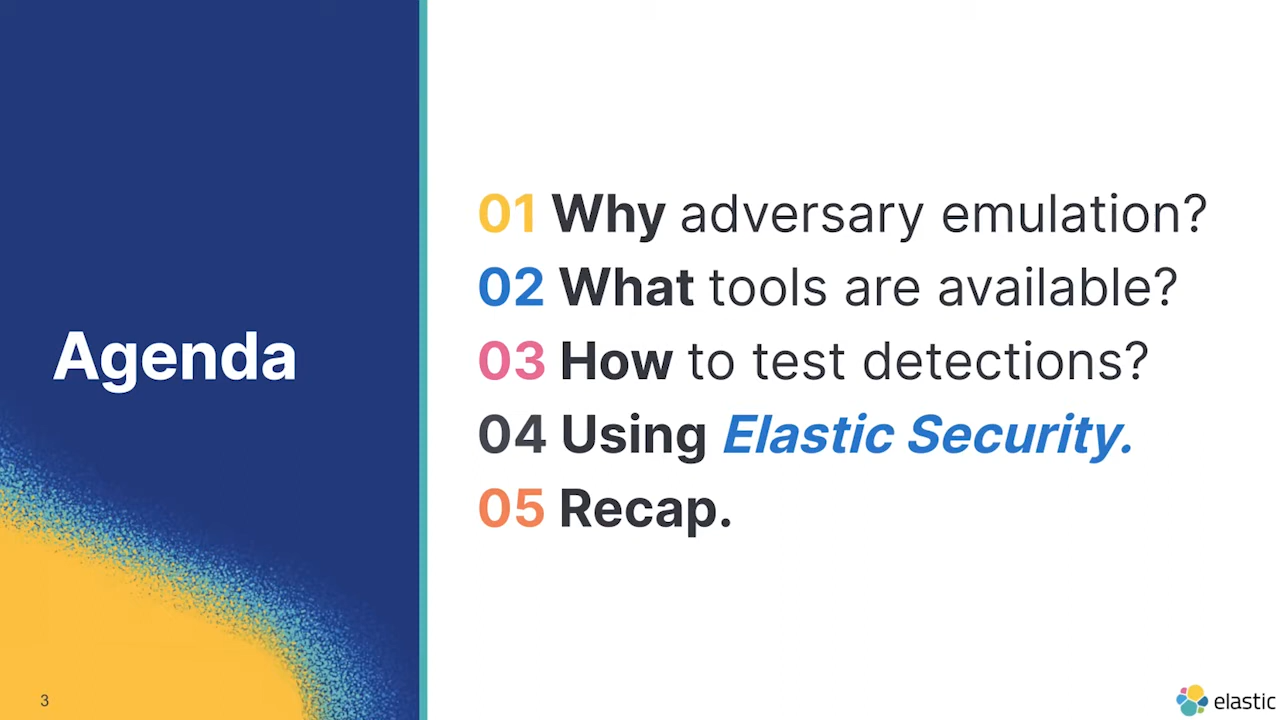 Agenda
01 Why adversary emulation?
02 What tools are available?
03 How to test detections?
04 Using Elastic Security.
05 Recap.
3
elastic